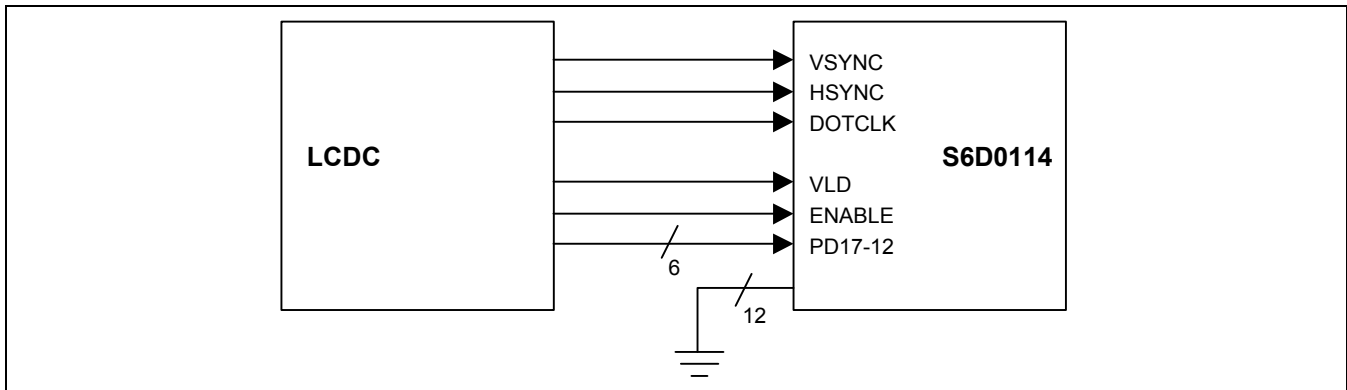 VSYNC
HSYNC
DOTCLK
LCDC
S6D0114
VLD
ENABLE
PD17-12
6
12